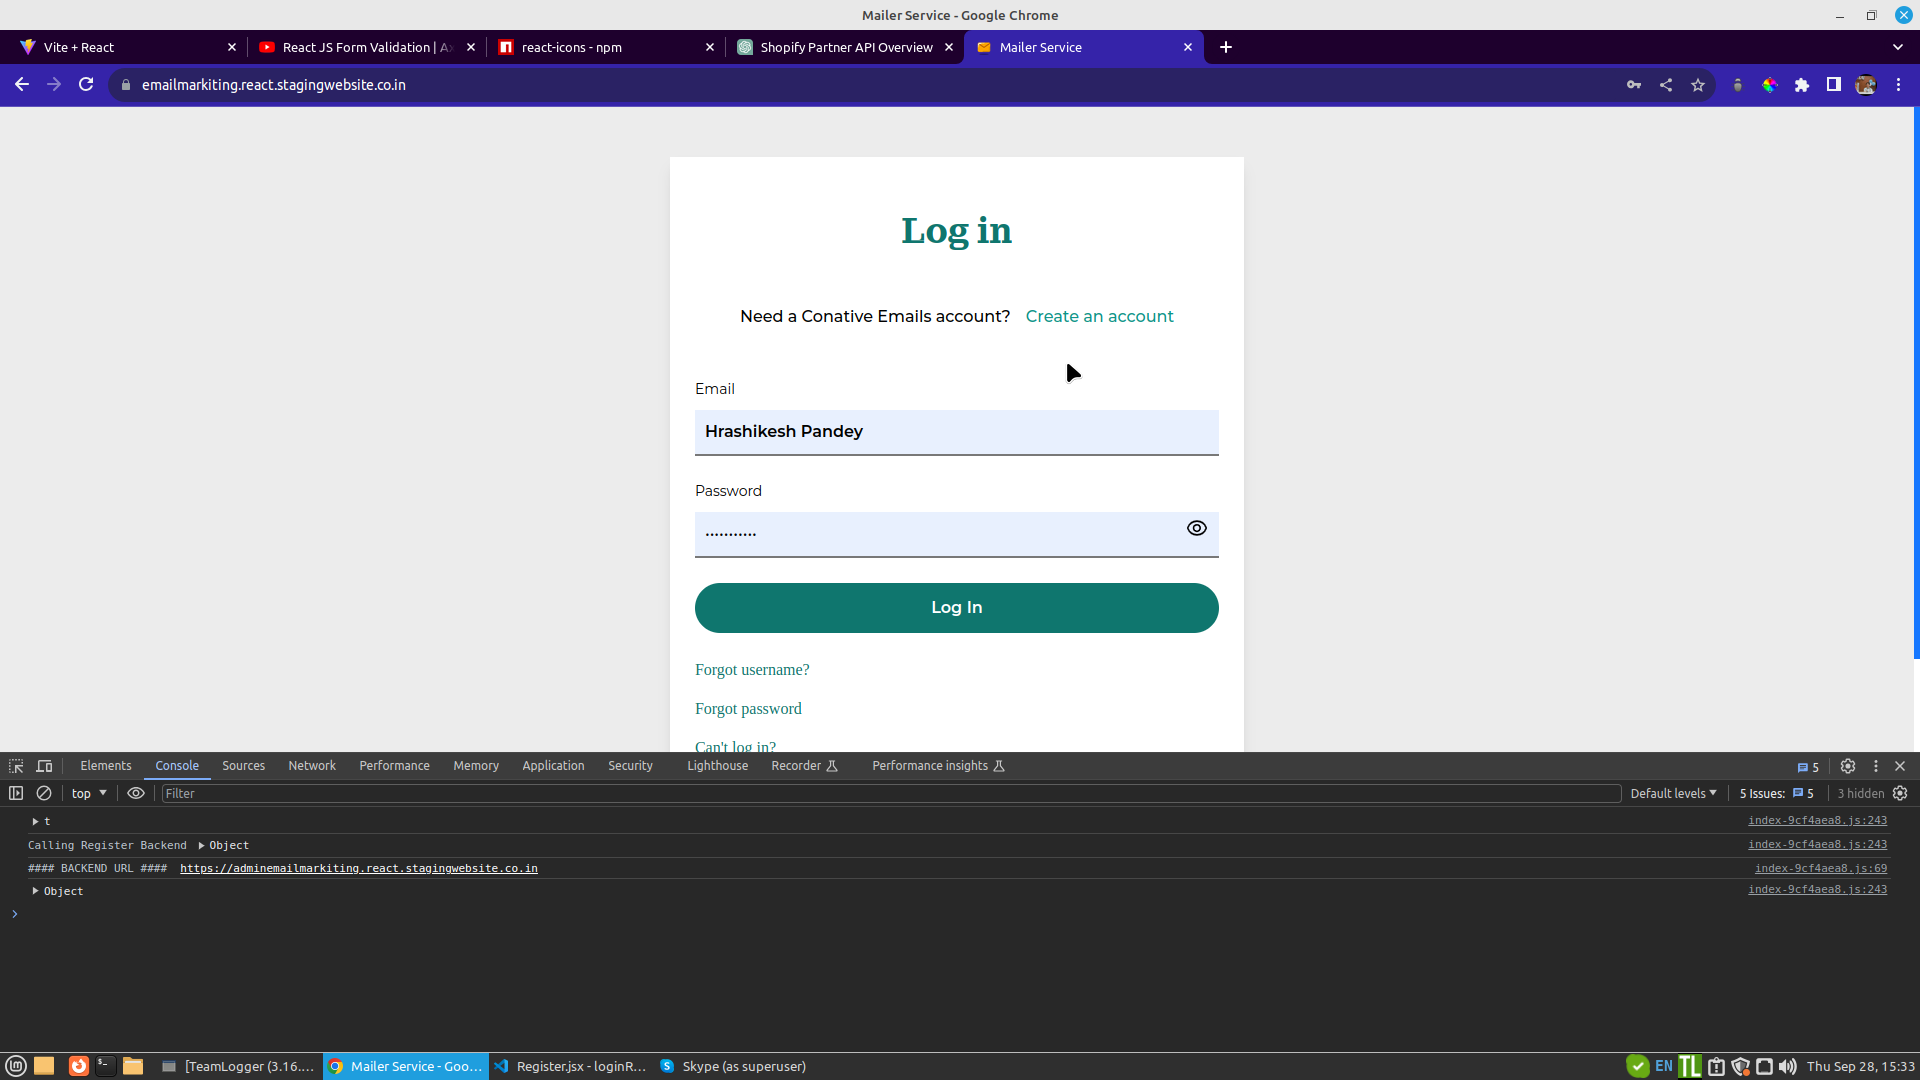 Mailer Service - Google Chrome
Vite + React
React JS Form Validation | Ax
react-icons - npm
Shopify Partner API Overview
Mailer Service
emailmarkiting.react.stagingwebsite.co.in
Log in
Need a Conative Emails account? Create an account
Email
Hrashikesh Pandey
Password
Log In
Forgot username?
Forgot password
Can't log in?
Elements Console Sources Network Performance Memory Application Security Lighthouse Recorder Performance insights 5
top Filter Default levels 5 Issues: 5 3 hidden
t index-9cf4aea8.js:243
Calling Register Backend Object index-9cf4aea8.js:243
#### BACKEND URL #### https://adminemailmarkiting.react.stagingwebsite.co.in index-9cf4aea8.js:69
Object index-9cf4aea8.js:243
[TeamLogger (3.16.... Mailer Service - Goo... Register.jsx - loginR... Skype (as superuser) EN TL Thu Sep 28, 15:33